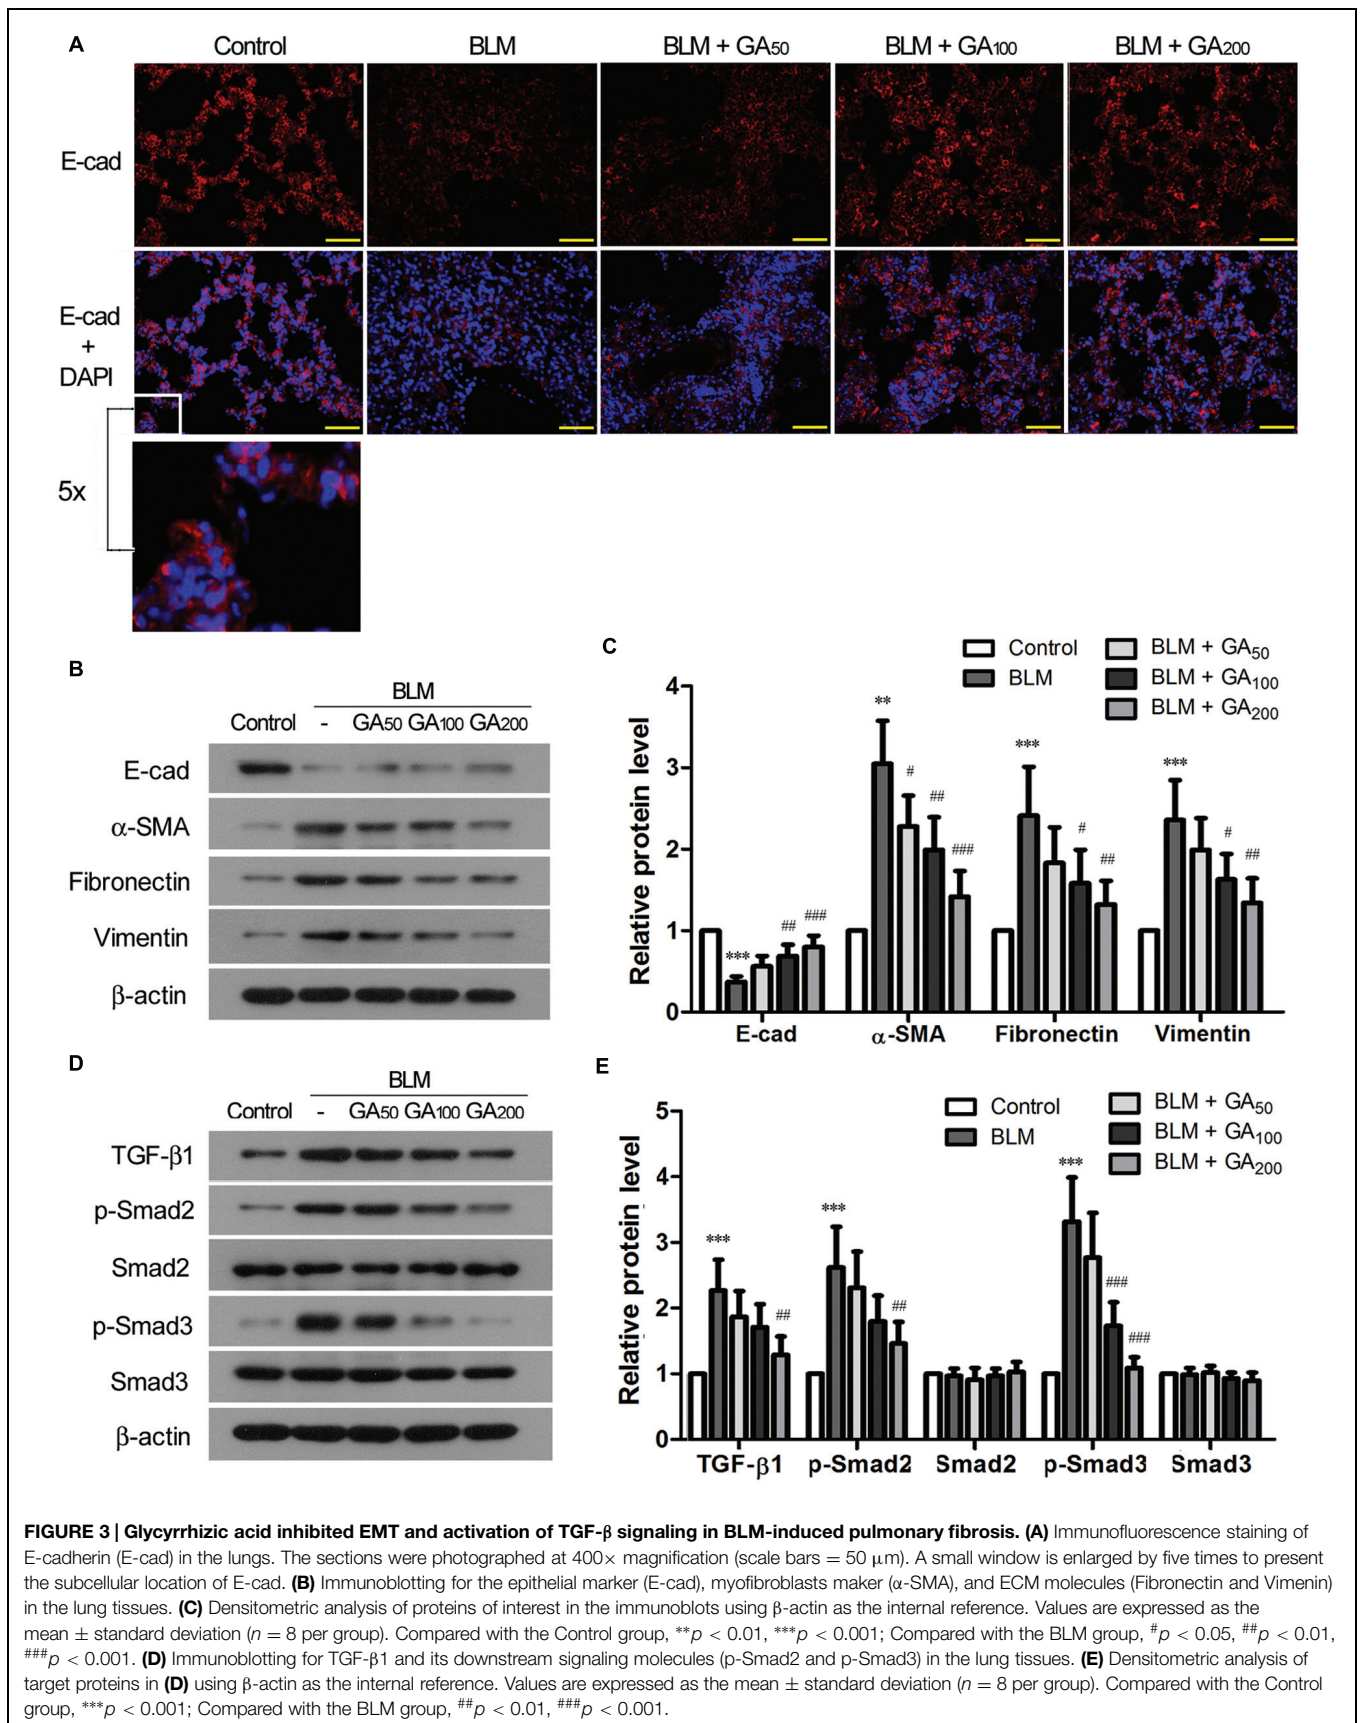 A
Control
BLM
BLM + GA50
BLM + GA100
BLM + GA200
E-cad
E-cad
+
DAPI
5x
B
BLM
Control - GA50 GA100 GA200
E-cad
α-SMA
Fibronectin
Vimentin
β-actin
C
Control
BLM
BLM + GA50
BLM + GA100
BLM + GA200
Relative protein level
4
3
2
1
0
***
##
###
**
#
##
###
***
#
##
***
#
##
E-cad
α-SMA
Fibronectin
Vimentin
D
BLM
Control - GA50 GA100 GA200
TGF-β1
p-Smad2
Smad2
p-Smad3
Smad3
β-actin
E
Control
BLM
BLM + GA50
BLM + GA100
BLM + GA200
Relative protein level
5
4
3
2
1
0
***
##
***
##
***
###
###
TGF-β1
p-Smad2
Smad2
p-Smad3
Smad3
FIGURE 3 | Glycyrrhizic acid inhibited EMT and activation of TGF-β signaling in BLM-induced pulmonary fibrosis. (A) Immunofluorescence staining of
E-cadherin (E-cad) in the lungs. The sections were photographed at 400× magnification (scale bars = 50 μm). A small window is enlarged by five times to present
the subcellular location of E-cad. (B) Immunoblotting for the epithelial marker (E-cad), myofibroblasts maker (α-SMA), and ECM molecules (Fibronectin and Vimenin)
in the lung tissues. (C) Densitometric analysis of proteins of interest in the immunoblots using β-actin as the internal reference. Values are expressed as the
mean ± standard deviation (n = 8 per group). Compared with the Control group, **p < 0.01, ***p < 0.001; Compared with the BLM group, #p < 0.05, ##p < 0.01,
###p < 0.001. (D) Immunoblotting for TGF-β1 and its downstream signaling molecules (p-Smad2 and p-Smad3) in the lung tissues. (E) Densitometric analysis of
target proteins in (D) using β-actin as the internal reference. Values are expressed as the mean ± standard deviation (n = 8 per group). Compared with the Control
group, ***p < 0.001; Compared with the BLM group, ##p < 0.01, ###p < 0.001.